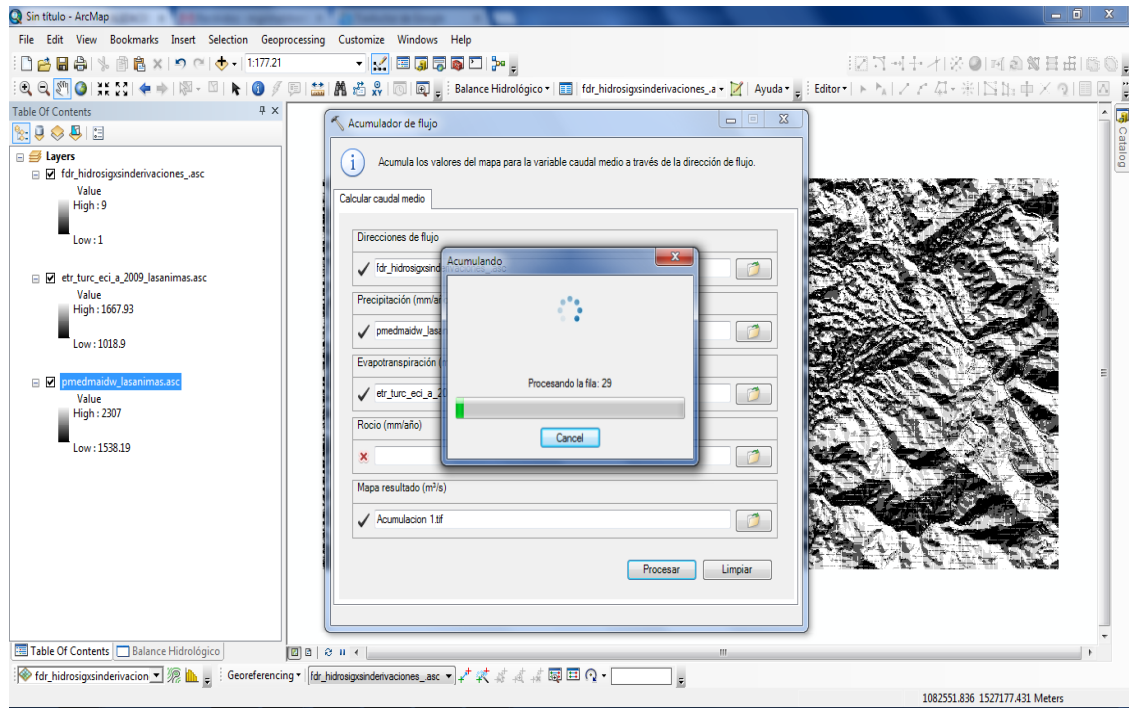 Sin título - ArcMap
File Edit View Bookmarks Insert Selection Geoprocessing Customize Windows Help
1:177.21
Balance Hidrológico fdr_hidrosigxsinderivaciones_.a Ayuda Editor
Table Of Contents
Catalog
Layers
fdr_hidrosigxsinderivaciones_.asc
Value
High : 9
Low : 1
etr_turc_eci_a_2009_lasanimas.asc
Value
High : 1667.93
Low : 1018.9
pmedmaidw_lasanimas.asc
Value
High : 2307
Low : 1538.19
Acumulador de flujo
Acumula los valores del mapa para la variable caudal medio a través de la dirección de flujo.
Calcular caudal medio
Direcciones de flujo
Precipitación
Evapotranspiración
Rocio (mm/año)
Mapa resultado (m³/s)
Acumulacion 1.tif
Procesar Limpiar
Acumulando
Procesando la fila: 29
Cancel
Table Of Contents Balance Hidrológico
fdr_hidrosigxsinderivacion Georeferencing fdr_hidrosigxsinderivaciones_.asc
1082551.836 1527177.431 Meters